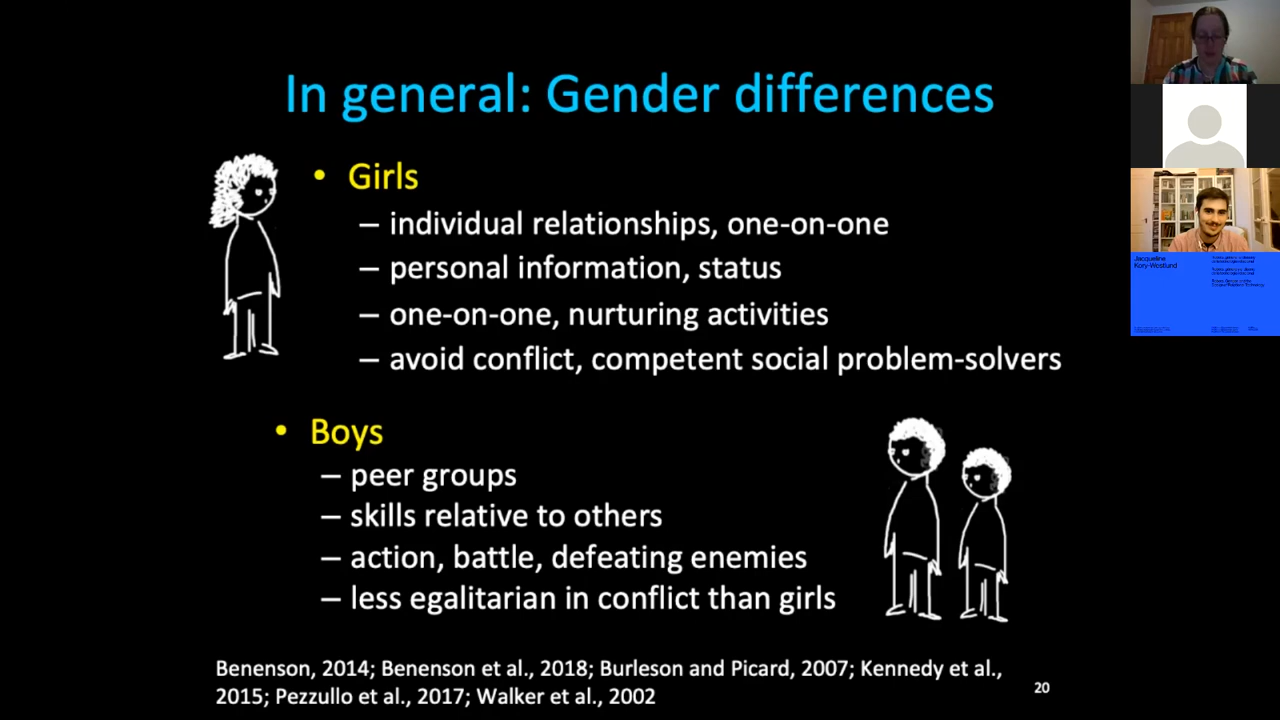 In general: Gender differences
• Girls
– individual relationships, one-on-one
– personal information, status
– one-on-one, nurturing activities
– avoid conflict, competent social problem-solvers
• Boys
– peer groups
– skills relative to others
– action, battle, defeating enemies
– less egalitarian in conflict than girls
Benenson, 2014; Benenson et al., 2018; Burleson and Picard, 2007; Kennedy et al.,
2015; Pezzullo et al., 2017; Walker et al., 2002
20
Jacqueline
Kory-Westlund